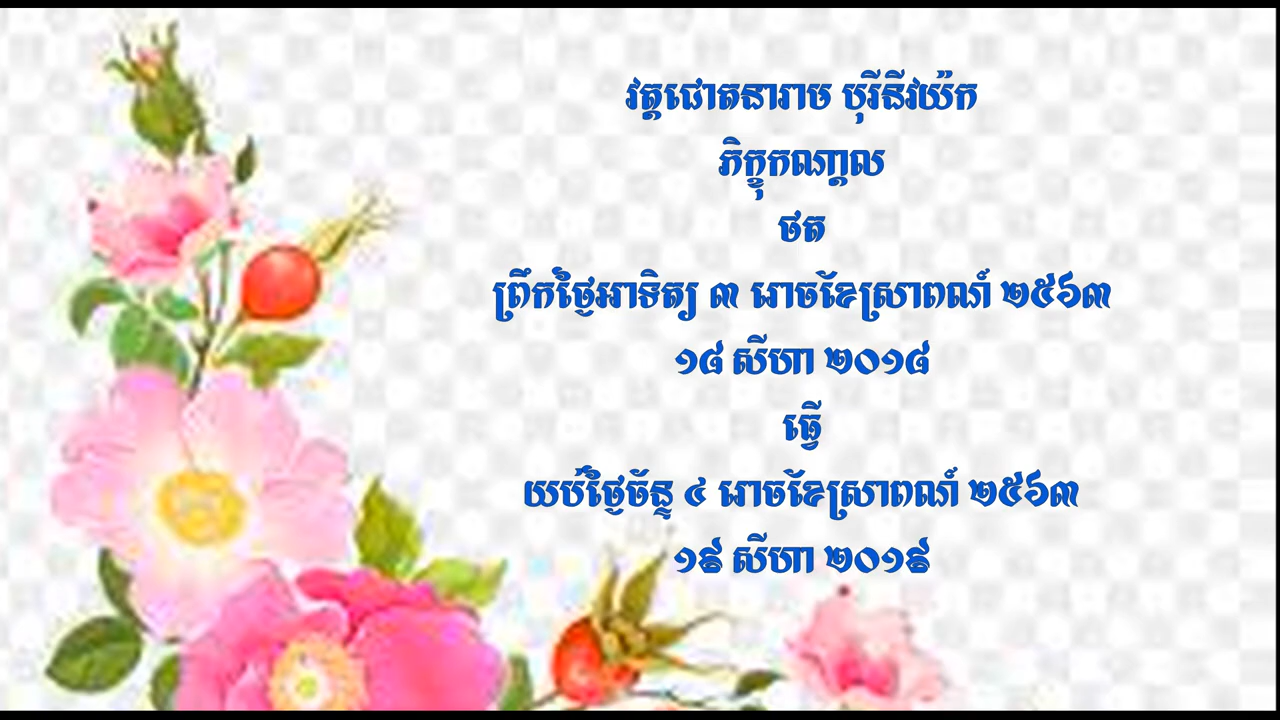 វត្តជោតនារាម បុរីនីវយ៉ក
ភិក្ខុកណ្តាល
ថត
ព្រឹកថ្ងៃអាទិត្យ ៣ រោចខែស្រាពណ៍ ២៥៦៣
១៨ សីហា ២០១៨
ធ្វើ
យប់ថ្ងៃច័ន្ទ ៤ រោចខែស្រាពណ៍ ២៥៦៣
១៩ សីហា ២០១៩